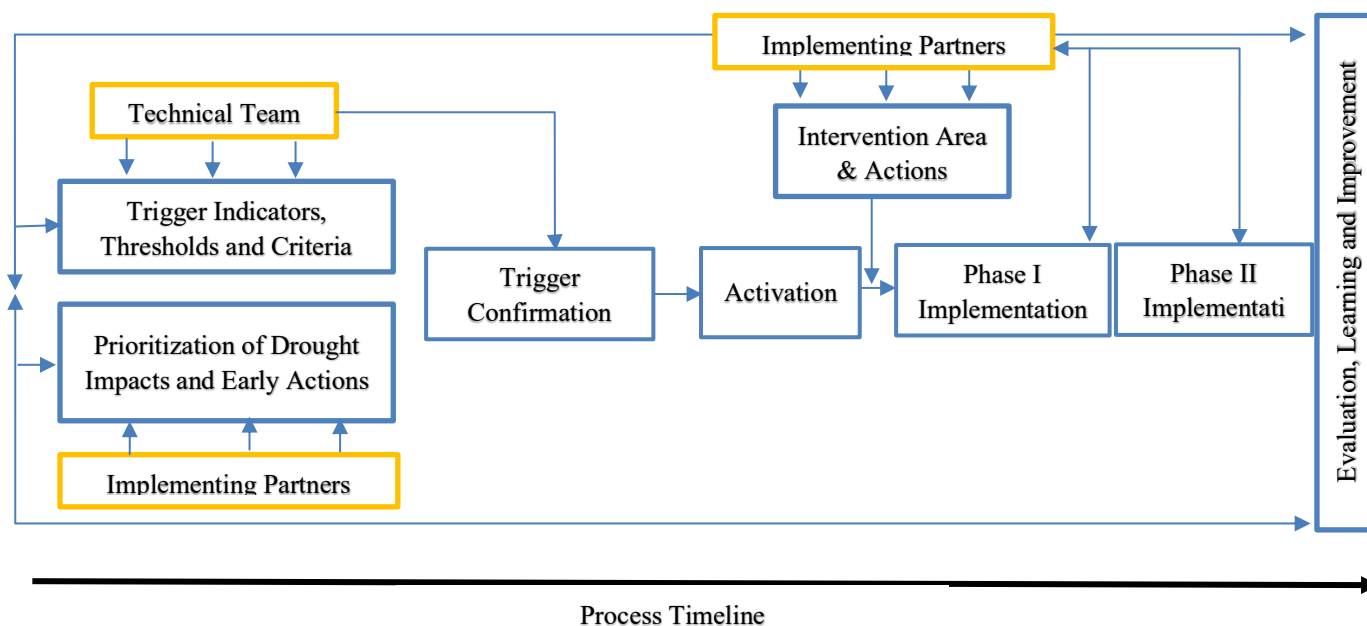 Implementing Partners
Technical Team
Intervention Area
& Actions
Trigger Indicators,
Thresholds and Criteria
Trigger
Confirmation
Activation
Phase I
Implementation
Phase II
Implementati
Prioritization of Drought
Impacts and Early Actions
Implementing Partners
Evaluation, Learning and Improvement
Process Timeline